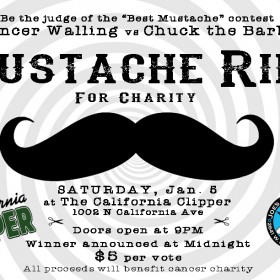 Be the judge of the "Best Mustache" contest
ncer Walling vs Chuck the Barb
USTACHE RI
FOR CHARITY
SATURDAY, Jan. 5
at The California Clipper
1002 N California Ave
Doors open at 9PM
Winner announced at Midnight
$5 per vote
All proceeds will benefit cancer charity